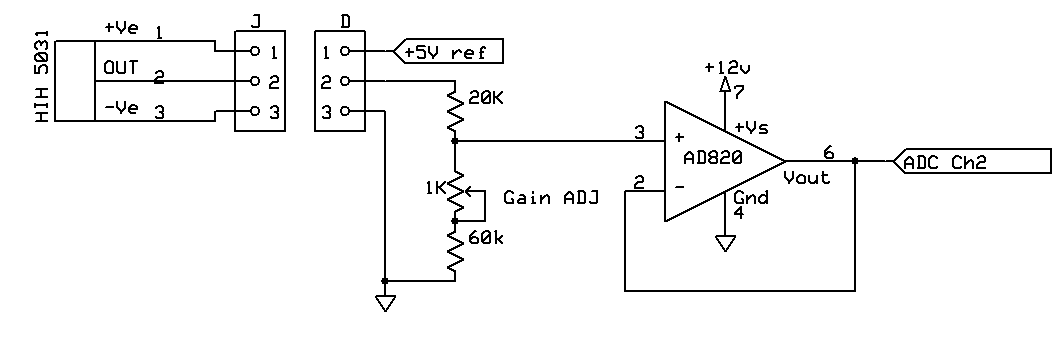 HIH 5031
+Ve 1
OUT 2
-Ve 3
J
1
2
3
D
1
2
3
+5V ref
20K
1K
Gain ADJ
60k
+12v
7
+Vs
3
+
AD820
2
-
Gnd
4
6
Vout
ADC Ch2